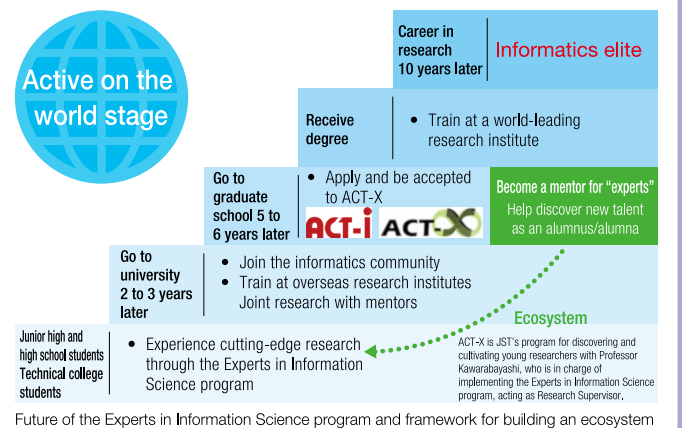 Active on the
world stage
Career in
research
10 years later
Informatics elite
Receive
degree
• Train at a world-leading
research institute
Go to
graduate
school 5 to
6 years later
• Apply and be accepted
to ACT-X
ACT-i ACT-X
Become a mentor for “experts”
Help discover new talent
as an alumnus/alumna
Go to
university
2 to 3 years
later
• Join the informatics community
• Train at overseas research institutes
Joint research with mentors
Ecosystem
Junior high and
high school students
Technical college
students
• Experience cutting-edge research
through the Experts in Information
Science program
ACT-X is JST’s program for discovering and
cultivating young researchers with Professor
Kawarabayashi, who is in charge of
implementing the Experts in Information Science
program, acting as Research Supervisor.
Future of the Experts in Information Science program and framework for building an ecosystem